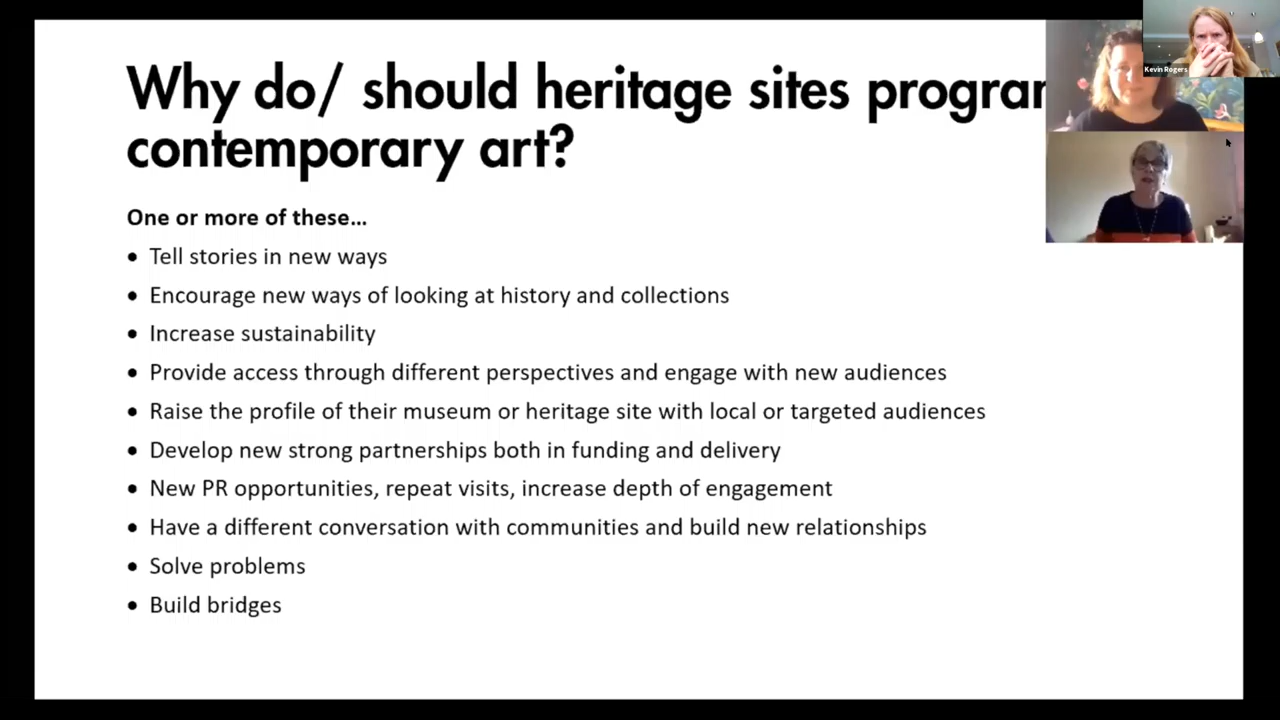 Why do/ should heritage sites
contemporary art?
One or more of these...
• Tell stories in new ways
• Encourage new ways of looking at history and collections
• Increase sustainability
• Provide access through different perspectives and engage with new audiences
• Raise the profile of their museum or heritage site with local or targeted audiences
• Develop new strong partnerships both in funding and delivery
• New PR opportunities, repeat visits, increase depth of engagement
• Have a different conversation with communities and build new relationships
• Solve problems
• Build bridges
Kevin Rogers